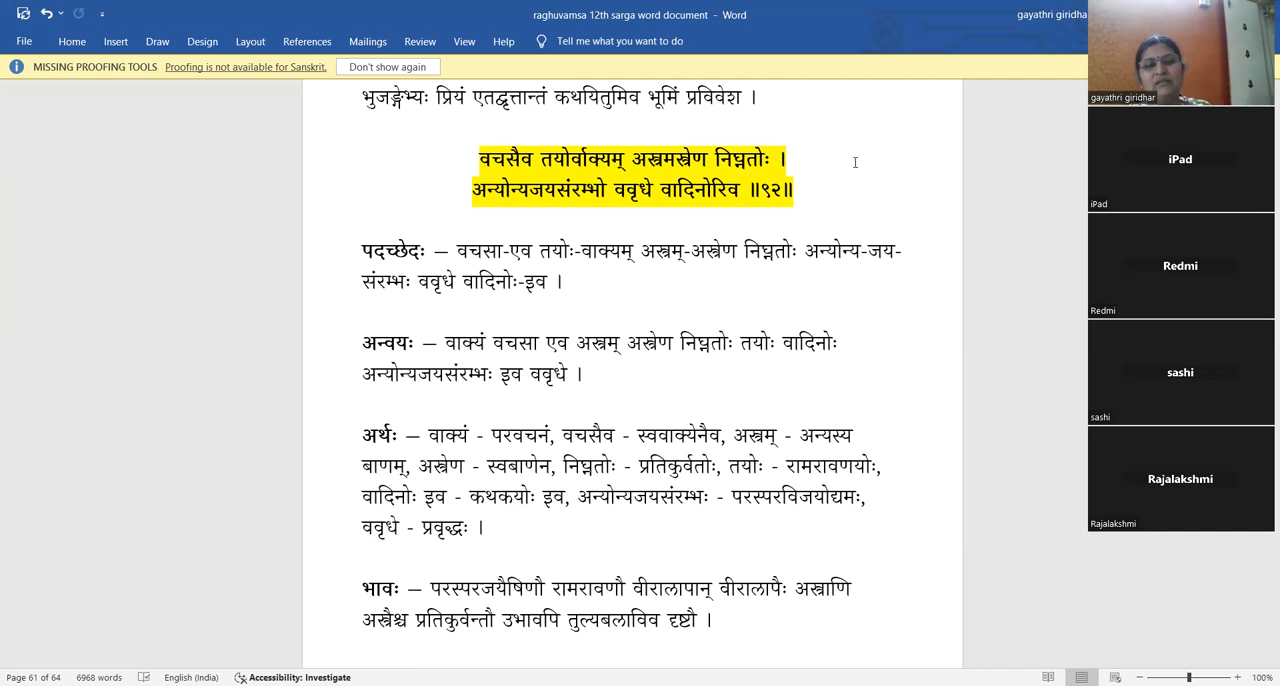 raghuvamsa 12th sarga word document - Word
gayathri giridha
File Home Insert Draw Design Layout References Mailings Review View Help Tell me what you want to do
MISSING PROOFING TOOLS Proofing is not available for Sanskrit. Don't show again
भुजङ्गेभ्यः प्रियं एतद्वृत्तान्तं कथयितुमिव भूमिं प्रविवेश ।
वचसैव तयोर्वाक्यम् अस्त्रमस्त्रेण निघ्नतोः ।
अन्योन्यजयसंरम्भो ववृधे वादिनोरिव ॥९२॥
पदच्छेदः – वचसा-एव तयोः-वाक्यम् अस्त्रम्-अस्त्रेण निघ्नतोः अन्योन्य-जय-
संरम्भः ववृधे वादिनोः-इव ।
अन्वयः – वाक्यं वचसा एव अस्त्रम् अस्त्रेण निघ्नतोः तयोः वादिनोः
अन्योन्यजयसंरम्भः इव ववृधे ।
अर्थः – वाक्यं - परवचनं, वचसैव - स्ववाक्येनैव, अस्त्रम् - अन्यस्य
बाणम्, अस्त्रेण - स्वबाणेन, निघ्नतोः - प्रतिकुर्वतोः, तयोः - रामरावणयोः,
वादिनोः इव - कथकयोः इव, अन्योन्यजयसंरम्भः - परस्परविजयोद्यमः,
ववृधे - प्रवृद्धः ।
भावः – परस्परजयैषिणौ रामरावणौ वीरालापान् वीरालापैः अस्त्राणि
अस्त्रैश्च प्रतिकुर्वन्तौ उभावपि तुल्यबलाविव दृष्टौ ।
gayathri giridhar
iPad
iPad
Redmi
Redmi
sashi
sashi
Rajalakshmi
Rajalakshmi
Page 61 of 64 6968 words English (India) Accessibility: Investigate 100%